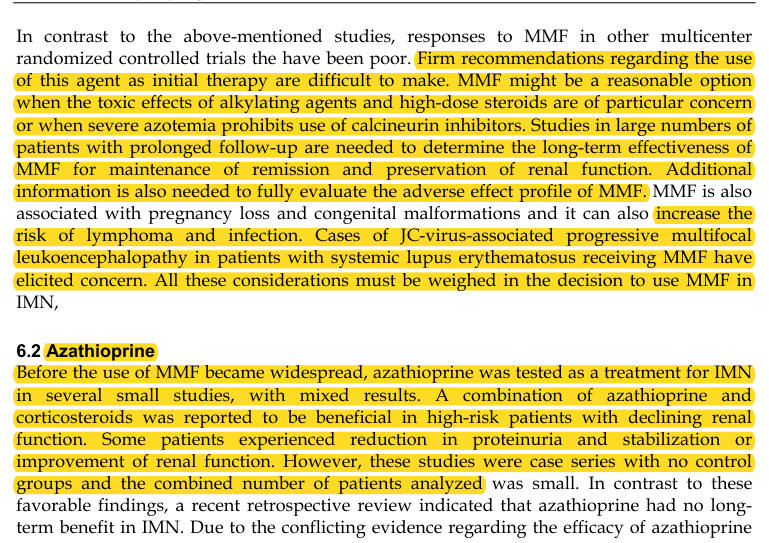 In contrast to the above-mentioned studies, responses to MMF in other multicenter
randomized controlled trials the have been poor. Firm recommendations regarding the use
of this agent as initial therapy are difficult to make. MMF might be a reasonable option
when the toxic effects of alkylating agents and high-dose steroids are of particular concern
or when severe azotemia prohibits use of calcineurin inhibitors. Studies in large numbers of
patients with prolonged follow-up are needed to determine the long-term effectiveness of
MMF for maintenance of remission and preservation of renal function. Additional
information is also needed to fully evaluate the adverse effect profile of MMF. MMF is also
associated with pregnancy loss and congenital malformations and it can also increase the
risk of lymphoma and infection. Cases of JC-virus-associated progressive multifocal
leukoencephalopathy in patients with systemic lupus erythematosus receiving MMF have
elicited concern. All these considerations must be weighed in the decision to use MMF in
IMN,
6.2 Azathioprine
Before the use of MMF became widespread, azathioprine was tested as a treatment for IMN
in several small studies, with mixed results. A combination of azathioprine and
corticosteroids was reported to be beneficial in high-risk patients with declining renal
function. Some patients experienced reduction in proteinuria and stabilization or
improvement of renal function. However, these studies were case series with no control
groups and the combined number of patients analyzed was small. In contrast to these
favorable findings, a recent retrospective review indicated that azathioprine had no long-
term benefit in IMN. Due to the conflicting evidence regarding the efficacy of azathioprine